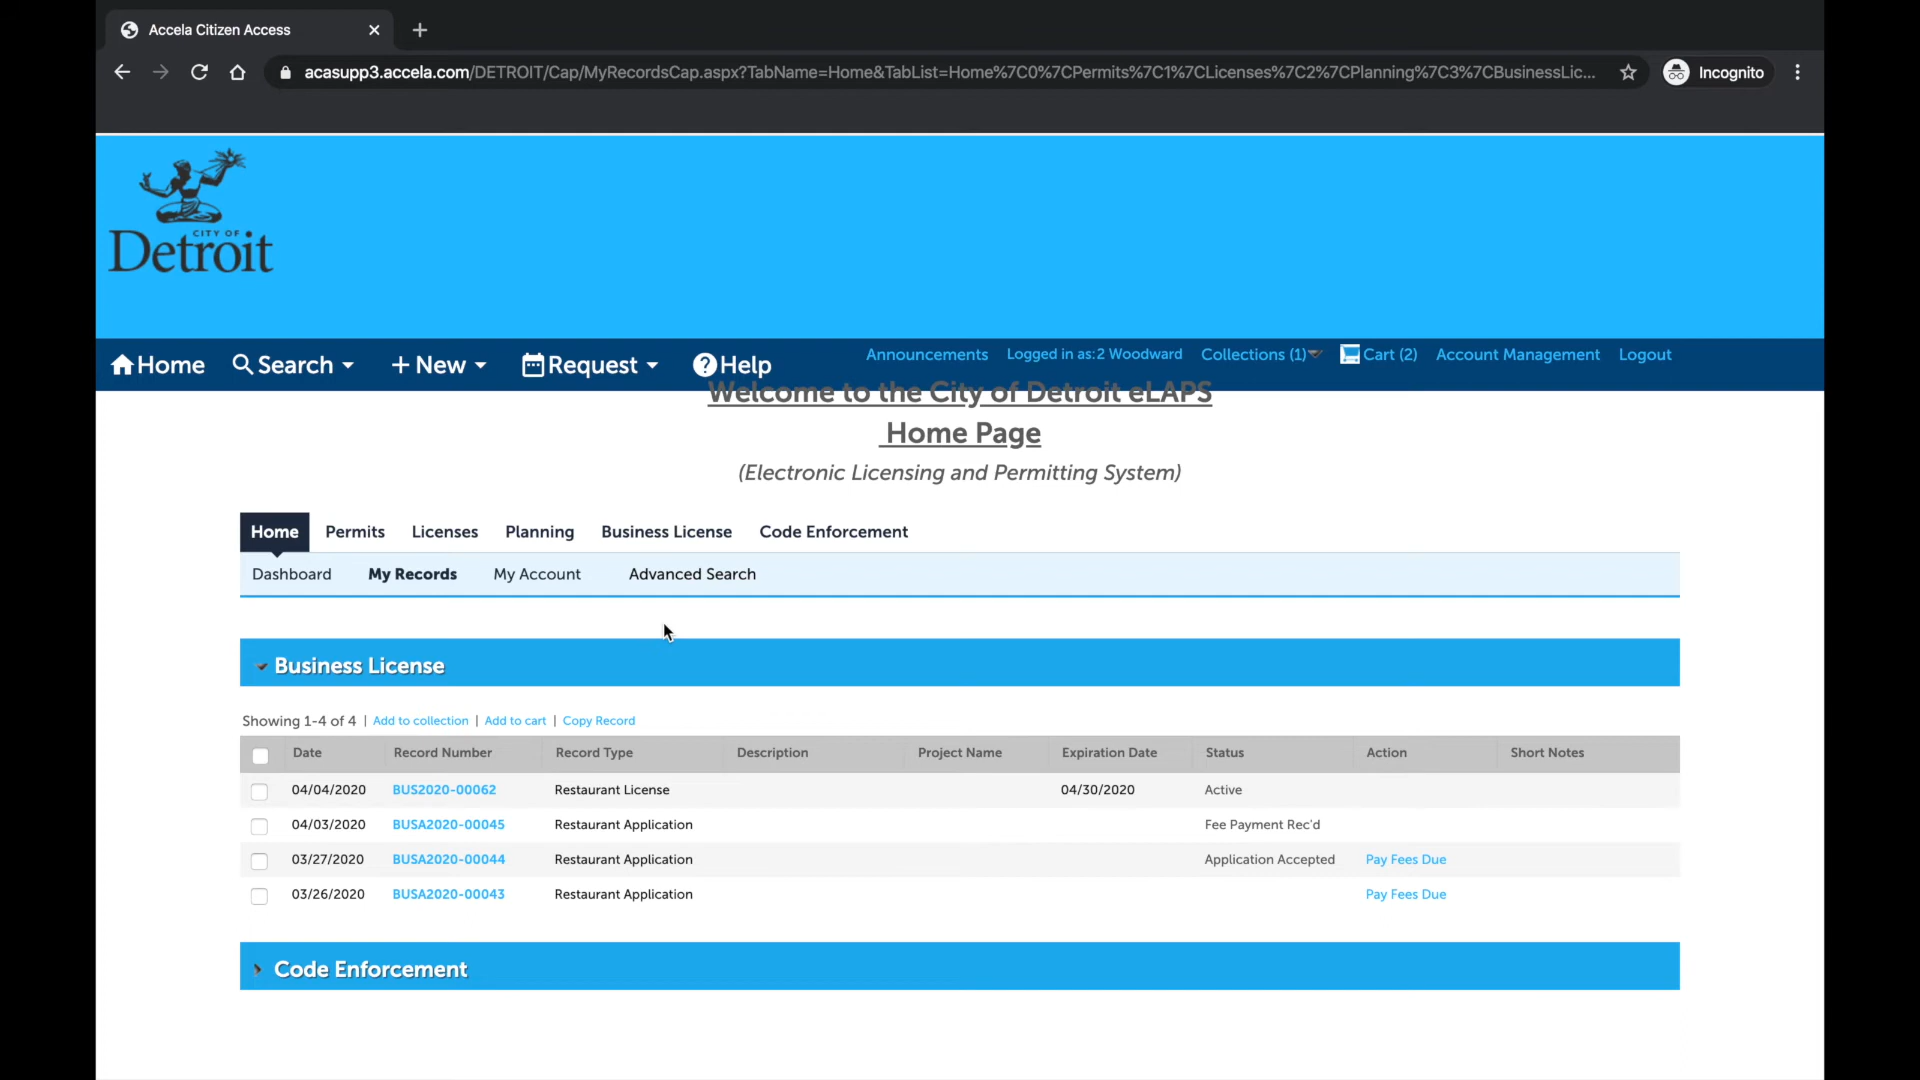 Accela Citizen Access
acasupp3.accela.com/DETROIT/Cap/MyRecordsCap.aspx?TabName=Home&TabList=Home%7C0%7CPermits%7C1%7CLicenses%7C2%7CPlanning%7C3%7CBusinessLic... Incognito
CITY OF
Detroit
Home Search + New Request ? Help Announcements Logged in as:2 Woodward Collections (1) Cart (2) Account Management Logout
Welcome to the City of Detroit eLAPS
Home Page
(Electronic Licensing and Permitting System)
Home Permits Licenses Planning Business License Code Enforcement
Dashboard My Records My Account Advanced Search
Business License
Showing 1-4 of 4 | Add to collection | Add to cart | Copy Record
Date Record Number Record Type Description Project Name Expiration Date Status Action Short Notes
04/04/2020 BUS2020-00062 Restaurant License 04/30/2020 Active
04/03/2020 BUSA2020-00045 Restaurant Application Fee Payment Rec'd
03/27/2020 BUSA2020-00044 Restaurant Application Application Accepted Pay Fees Due
03/26/2020 BUSA2020-00043 Restaurant Application Pay Fees Due
Code Enforcement